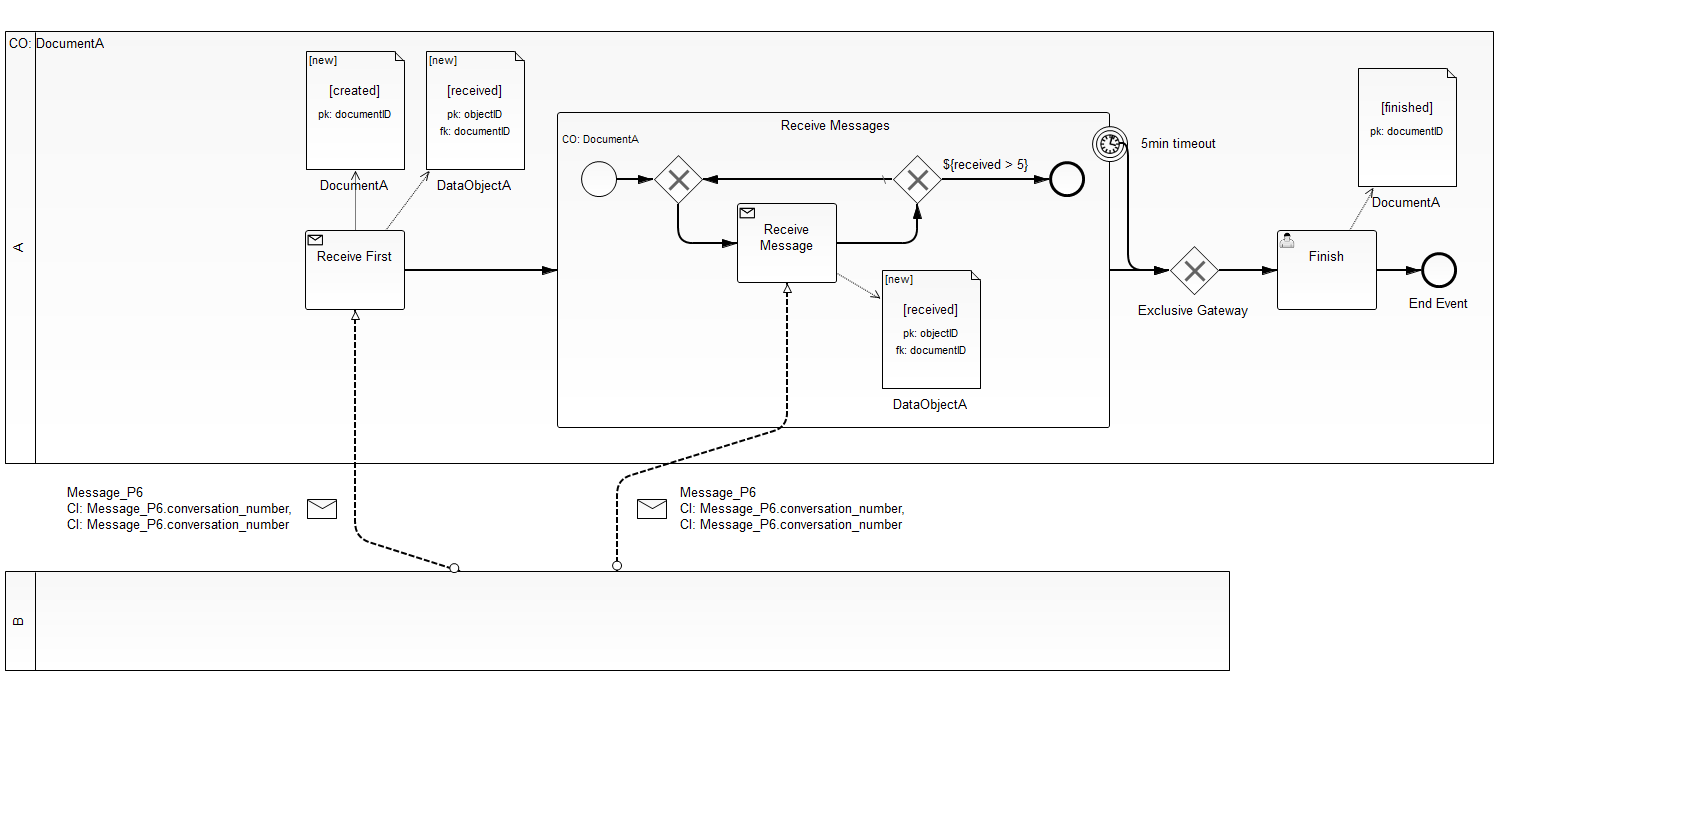 CO: DocumentA
A
[new]
[created]
pk: documentID
DocumentA
[new]
[received]
pk: objectID
fk: documentID
DataObjectA
Receive First
Receive Messages
CO: DocumentA
${received > 5}
Receive
Message
[new]
[received]
pk: objectID
fk: documentID
DataObjectA
5min timeout
Exclusive Gateway
[finished]
pk: documentID
DocumentA
Finish
End Event
Message_P6
CI: Message_P6.conversation_number,
CI: Message_P6.conversation_number
Message_P6
CI: Message_P6.conversation_number,
CI: Message_P6.conversation_number
B